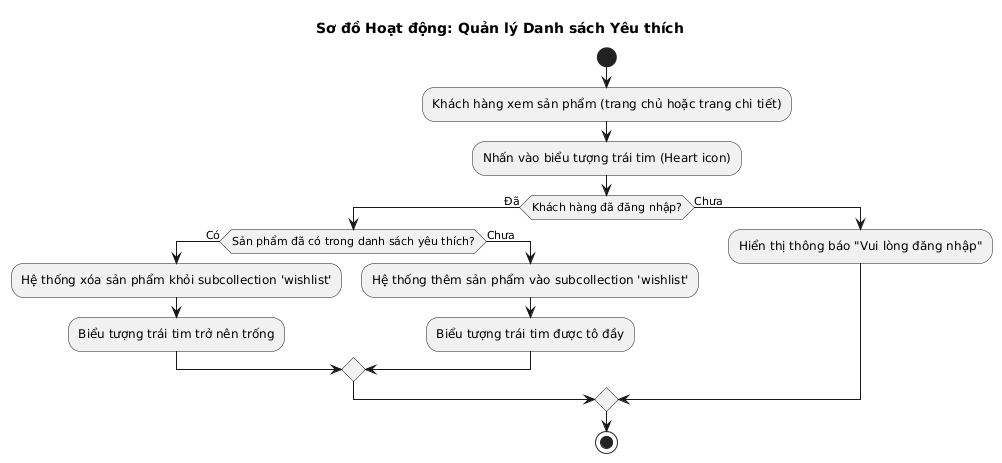 Sơ đồ Hoạt động: Quản lý Danh sách Yêu thích
Khách hàng xem sản phẩm (trang chủ hoặc trang chi tiết)
Nhấn vào biểu tượng trái tim (Heart icon)
Đã
Khách hàng đã đăng nhập?
Chưa
Có
Sản phẩm đã có trong danh sách yêu thích?
Chưa
Hiển thị thông báo "Vui lòng đăng nhập"
Hệ thống xóa sản phẩm khỏi subcollection 'wishlist'
Hệ thống thêm sản phẩm vào subcollection 'wishlist'
Biểu tượng trái tim trở nên trống
Biểu tượng trái tim được tô đầy